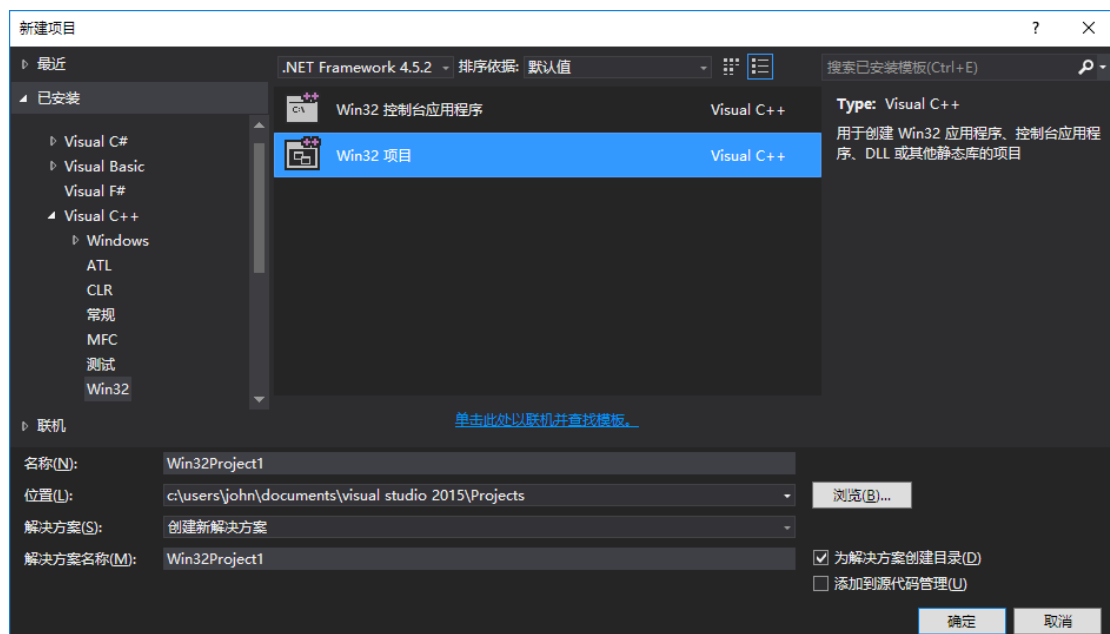 新建项目
?
最近
.NET Framework 4.5.2 排序依据: 默认值
搜索已安装模板(Ctrl+E)
已安装
Visual C#
Visual Basic
Visual F#
Visual C++
Windows
ATL
CLR
常规
MFC
测试
Win32
联机
Win32 控制台应用程序 Visual C++
Win32 项目 Visual C++
Type: Visual C++
用于创建 Win32 应用程序、控制台应用程
序、DLL 或其他静态库的项目
单击此处以联机并查找模板。
名称(N): Win32Project1
位置(L): c:\users\john\documents\visual studio 2015\Projects 浏览(B)...
解决方案(S): 创建新解决方案
解决方案名称(M): Win32Project1 为解决方案创建目录(D)
添加到源代码管理(U)
确定 取消